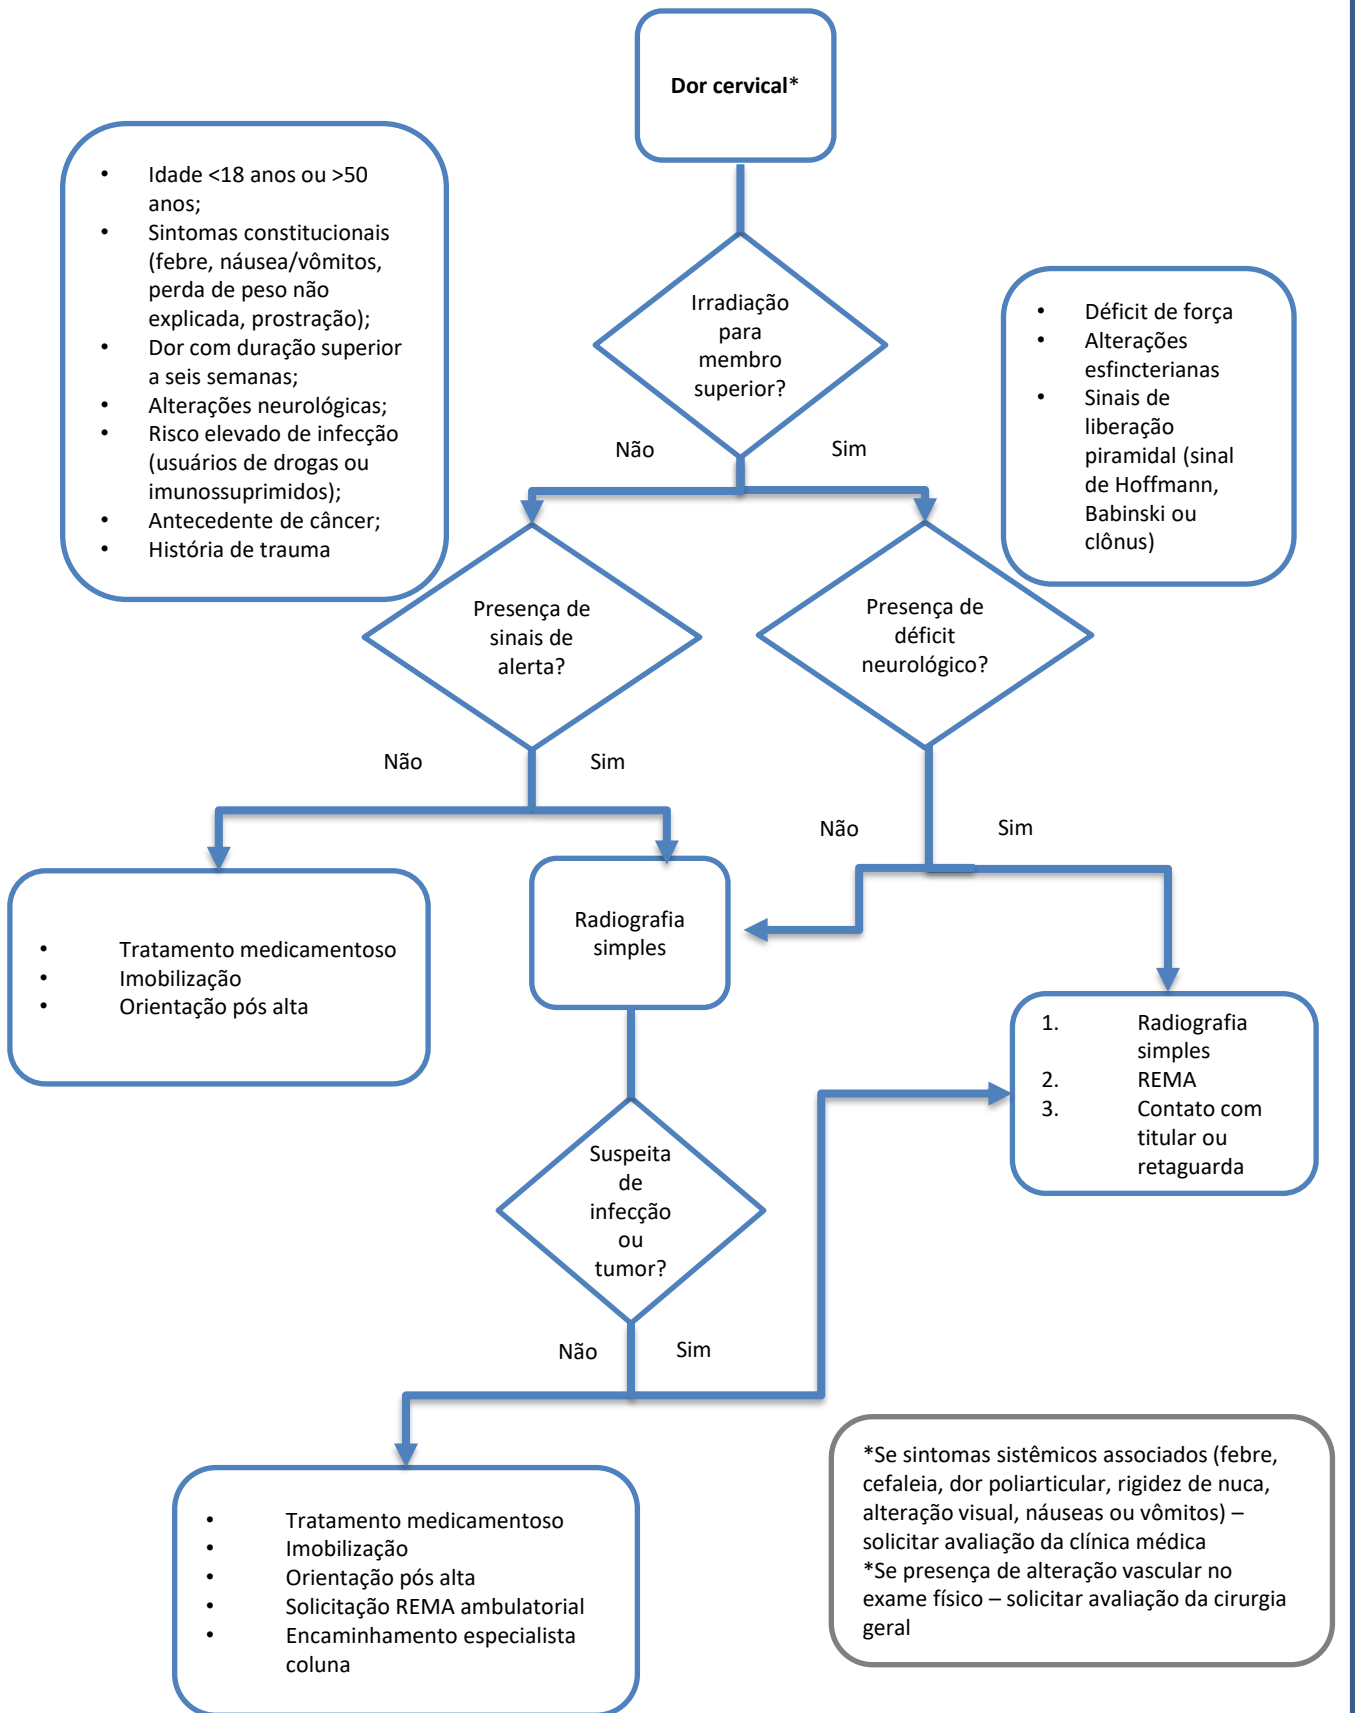 Dor cervical*
• Idade <18 anos ou >50
anos;
• Sintomas constitucionais
(febre, náusea/vômitos,
perda de peso não
explicada, prostração);
• Dor com duração superior
a seis semanas;
• Alterações neurológicas;
• Risco elevado de infecção
(usuários de drogas ou
imunossuprimidos);
• Antecedente de câncer;
• História de trauma
Irradiação
para
membro
superior?
• Déficit de força
• Alterações
esfincterianas
• Sinais de
liberação
piramidal (sinal
de Hoffmann,
Babinski ou
clônus)
Não
Sim
Presença de
sinais de
alerta?
Presença de
déficit
neurológico?
Não
Sim
Não
Sim
• Tratamento medicamentoso
• Imobilização
• Orientação pós alta
Radiografia
simples
1. Radiografia
simples
2. REMA
3. Contato com
titular ou
retaguarda
Suspeita
de
infecção
ou
tumor?
Não
Sim
• Tratamento medicamentoso
• Imobilização
• Orientação pós alta
• Solicitação REMA ambulatorial
• Encaminhamento especialista
coluna
*Se sintomas sistêmicos associados (febre,
cefaleia, dor poliarticular, rigidez de nuca,
alteração visual, náuseas ou vômitos) –
solicitar avaliação da clínica médica
*Se presença de alteração vascular no
exame físico – solicitar avaliação da cirurgia
geral